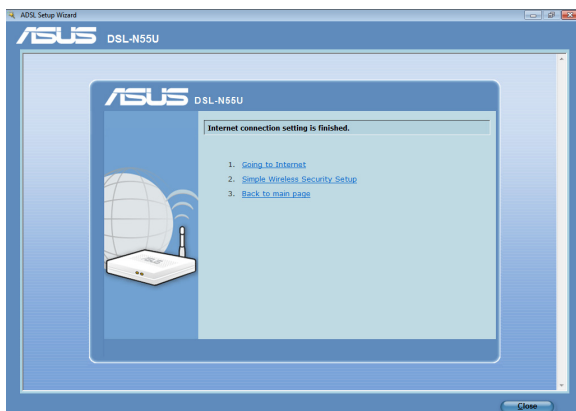 ADSL Setup Wizard
ASUS DSL-N55U
ASUS DSL-N55U
Internet connection setting is finished.
1. Going to Internet
2. Simple Wireless Security Setup
3. Back to main page
ASUS
Close